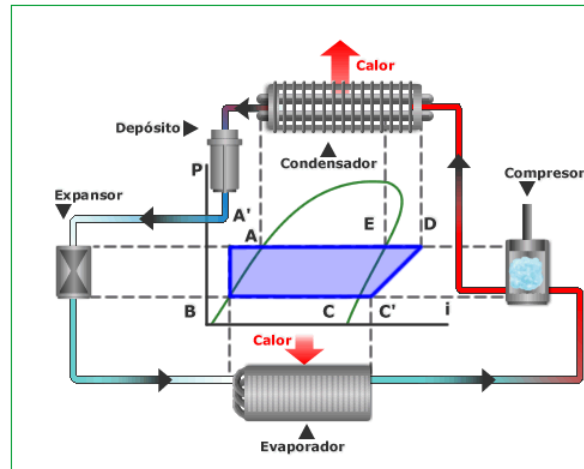 Calor
Depósito
Condensador
Compresor
P
Expansor
A'
A
E
D
B
C
C'
i
Calor
Evaporador